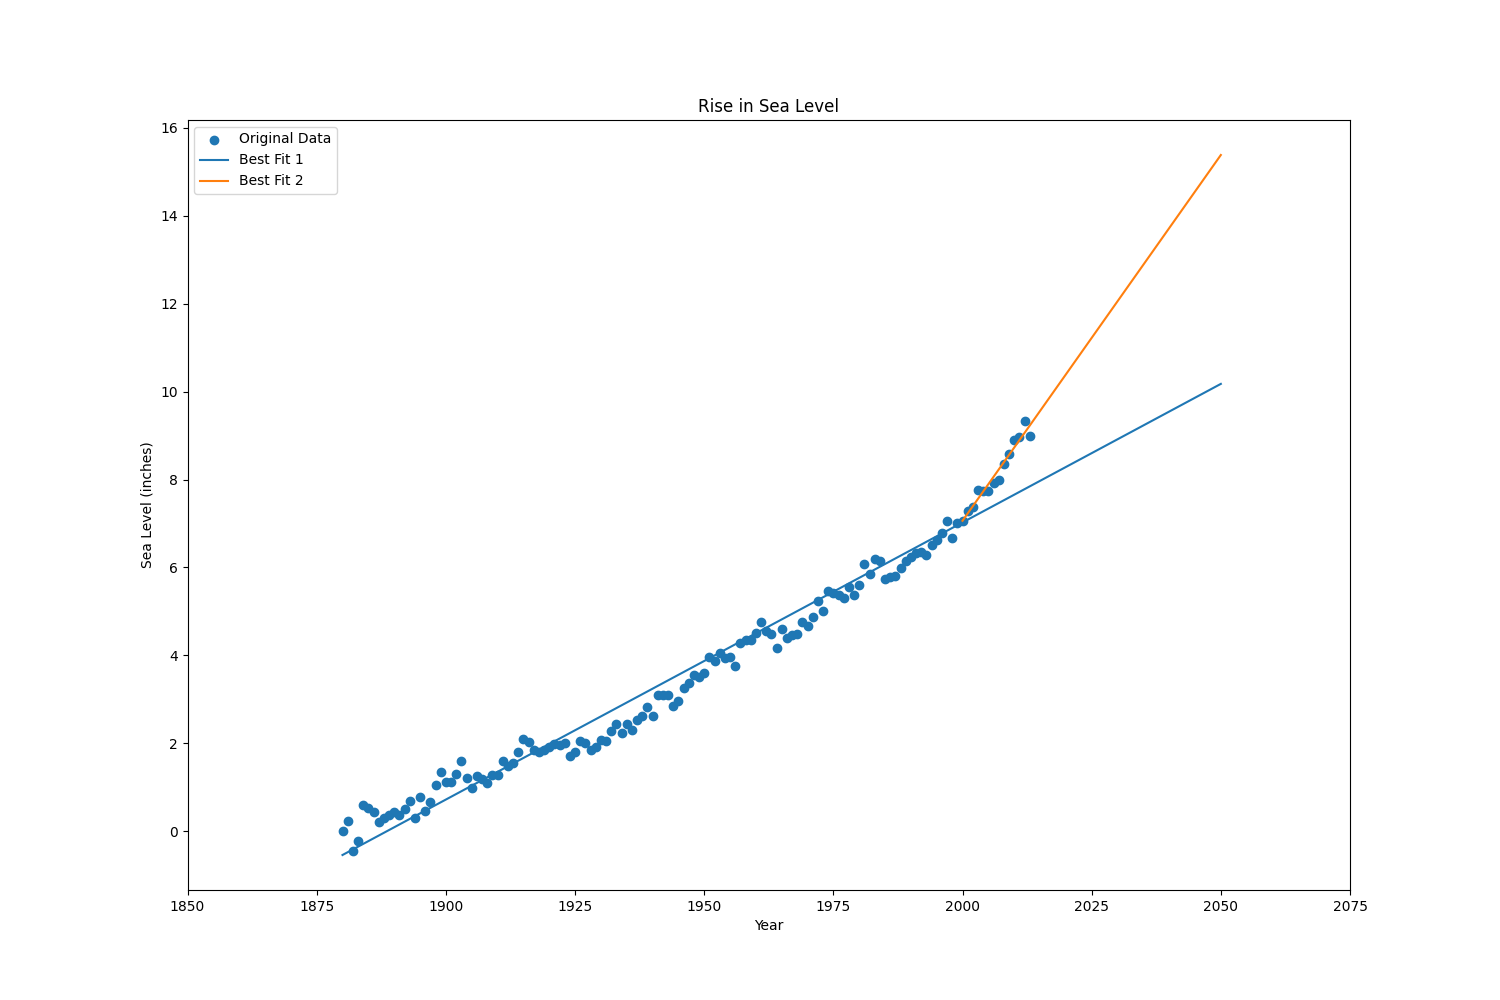 Rise in Sea Level
Original Data
Best Fit 1
Best Fit 2
Sea Level (inches)
16
14
12
10
8
6
4
2
0
1850 1875 1900 1925 1950 1975 2000 2025 2050 2075
Year